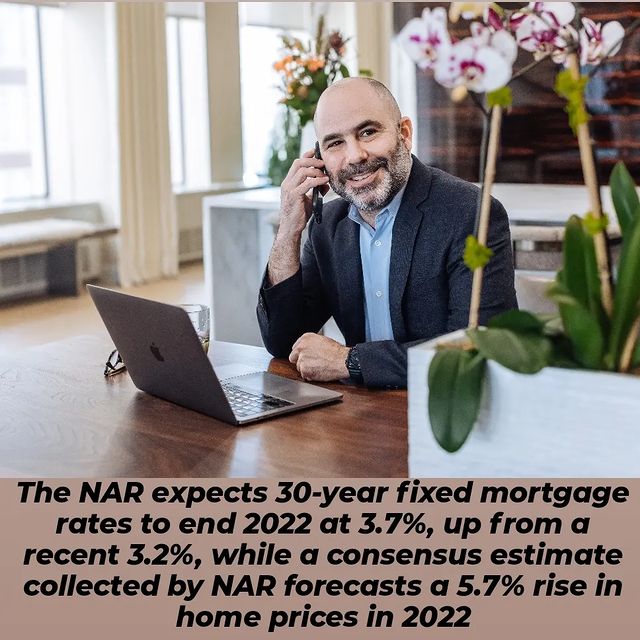 The NAR expects 30-year fixed mortgage
rates to end 2022 at 3.7%, up from a
recent 3.2%, while a consensus estimate
collected by NAR forecasts a 5.7% rise in
home prices in 2022